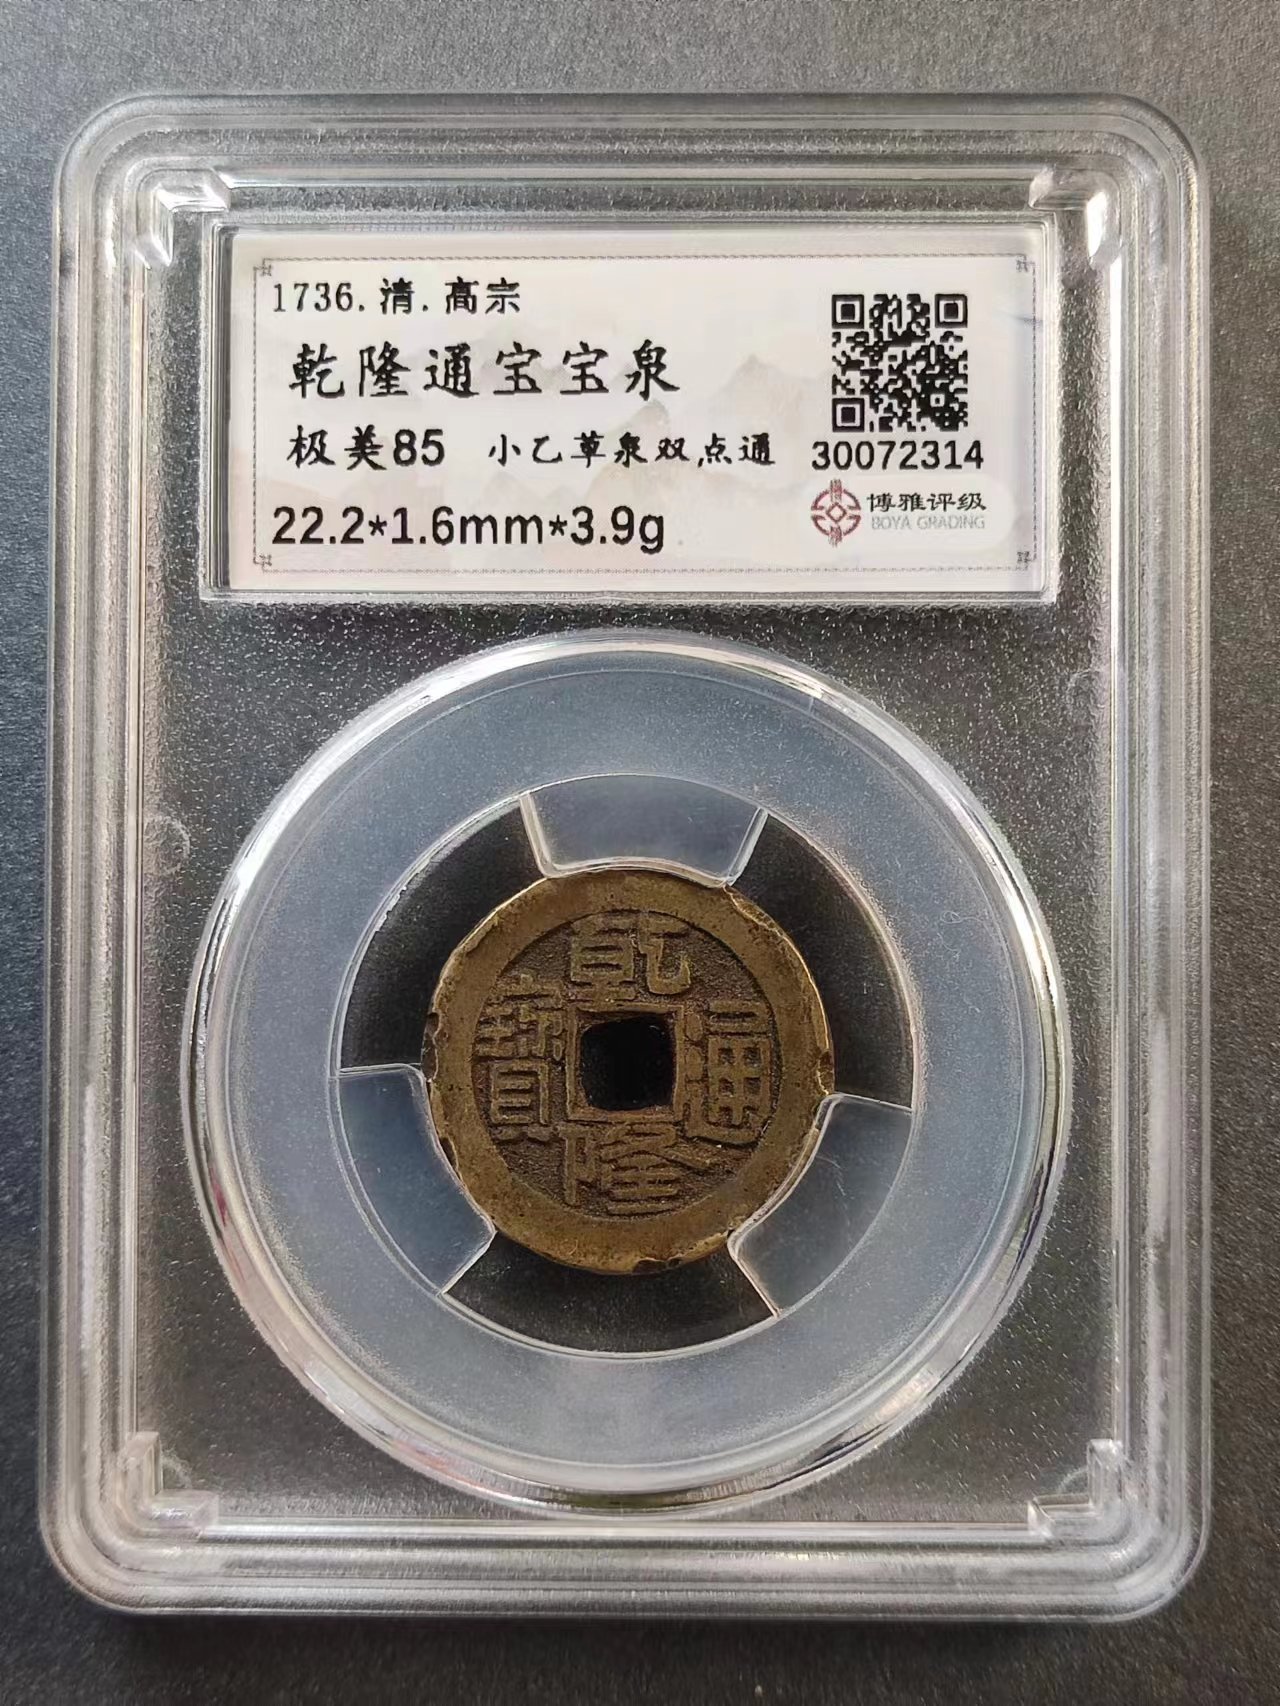 1736.清.高宗
乾隆通宝宝泉
极美85 小乙草泉双点通
22.2*1.6mm*3.9g
30072314
博雅评级
BOYA GRADING
乾
寶 通
隆